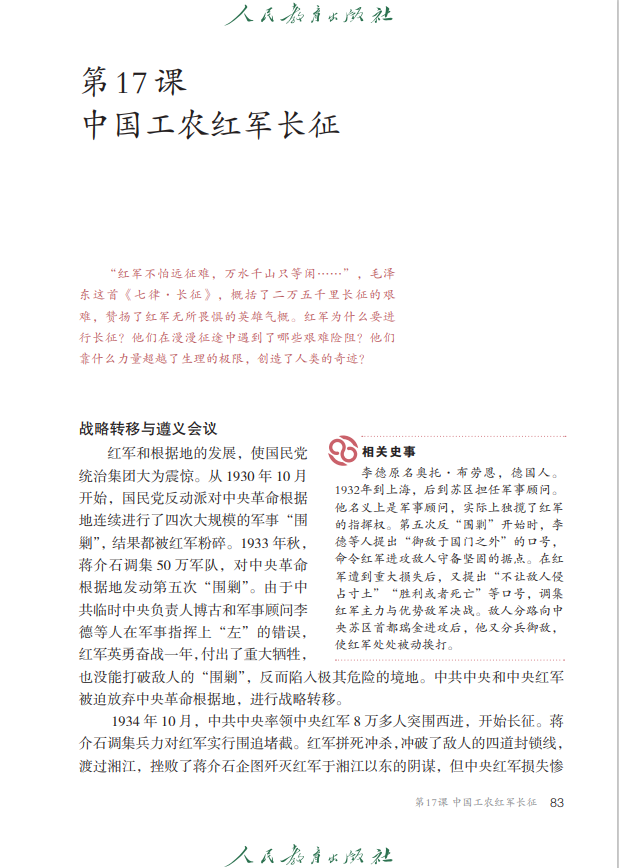 人民教育出版社
第17课
中国工农红军长征
“红军不怕远征难，万水千山只等闲……”，毛泽
东这首《七律·长征》，概括了二万五千里长征的艰
难，赞扬了红军无所畏惧的英雄气概。红军为什么要进
行长征？他们在漫漫征途中遇到了哪些艰难险阻？他们
靠什么力量超越了生理的极限，创造了人类的奇迹？
战略转移与遵义会议
红军和根据地的发展，使国民党
统治集团大为震惊。从1930年10月
开始，国民党反动派对中央革命根据
地连续进行了四次大规模的军事“围
剿”，结果都被红军粉碎。1933年秋，
蒋介石调集50万军队，对中央革命
根据地发动第五次“围剿”。由于中
共临时中央负责人博古和军事顾问李
德等人在军事指挥上“左”的错误，
红军英勇奋战一年，付出了重大牺牲，
也没能打破敌人的“围剿”，反而陷入极其危险的境地。中共中央和中央红军
被迫放弃中央革命根据地，进行战略转移。
1934年10月，中共中央率领中央红军8万多人突围西进，开始长征。蒋
介石调集兵力对红军实行围追堵截。红军拼死冲杀，冲破了敌人的四道封锁线，
渡过湘江，挫败了蒋介石企图歼灭红军于湘江以东的阴谋，但中央红军损失惨
相关史事
李德原名奥托·布劳恩，德国人。
1932年到上海，后到苏区担任军事顾问。
他名义上是军事顾问，实际上独揽了红军
的指挥权。第五次反“围剿”开始时，李
德等人提出“御敌于国门之外”的口号，
命令红军进攻敌人守备坚固的据点。在红
军遭到重大损失后，又提出“不让敌人侵
占寸土”“胜利或者死亡”等口号，调集
红军主力与优势敌军决战。敌人分路向中
央苏区首都瑞金进攻后，他又分兵御敌，
使红军处处被动挨打。
第17课 中国工农红军长征 83
人民教育出版社